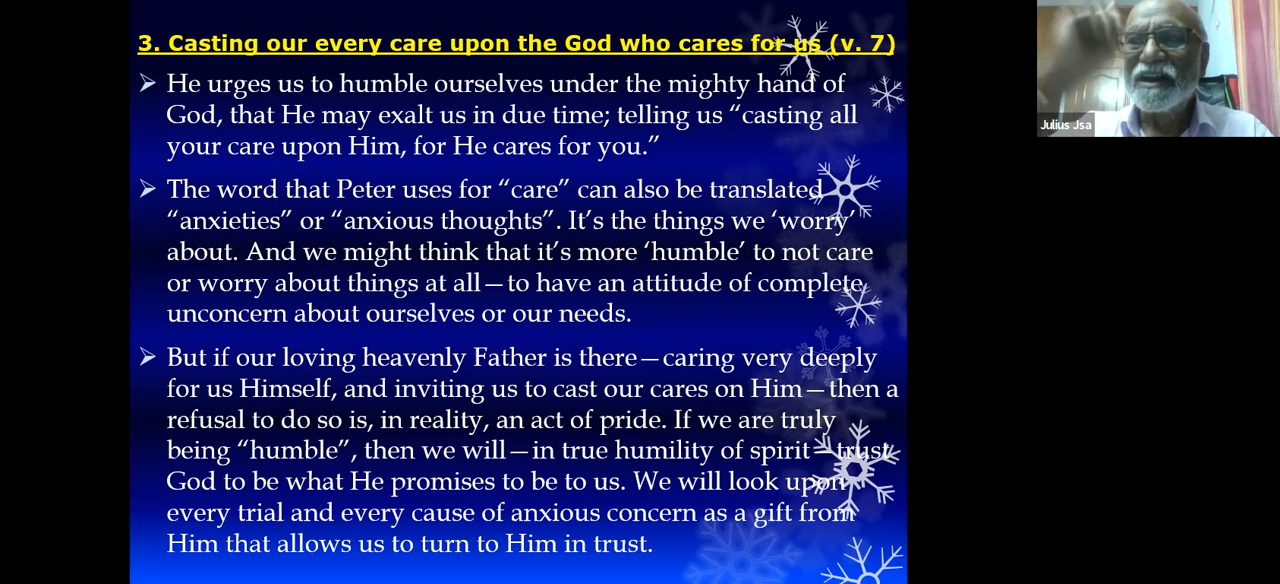 3. Casting our every care upon the God who cares for us (v. 7)
He urges us to humble ourselves under the mighty hand of
God, that He may exalt us in due time; telling us “casting all
your care upon Him, for He cares for you.”
The word that Peter uses for “care” can also be translated
“anxieties” or “anxious thoughts”. It’s the things we ‘worry’
about. And we might think that it’s more ‘humble’ to not care
or worry about things at all—to have an attitude of complete
unconcern about ourselves or our needs.
But if our loving heavenly Father is there—caring very deeply
for us Himself, and inviting us to cast our cares on Him—then a
refusal to do so is, in reality, an act of pride. If we are truly
being “humble”, then we will—in true humility of spirit—trust
God to be what He promises to be to us. We will look upon
every trial and every cause of anxious concern as a gift from
Him that allows us to turn to Him in trust.
Julius Jsa